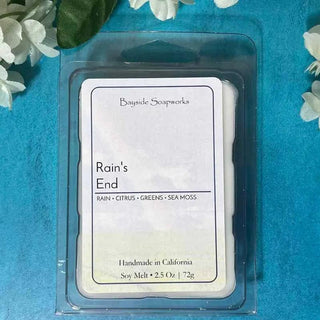 Bayside Soapworks
Rain's
End
RAIN • CITRUS • GREENS • SEA MOSS
Handmade in California
Soy Melt • 2.5 Oz | 72g